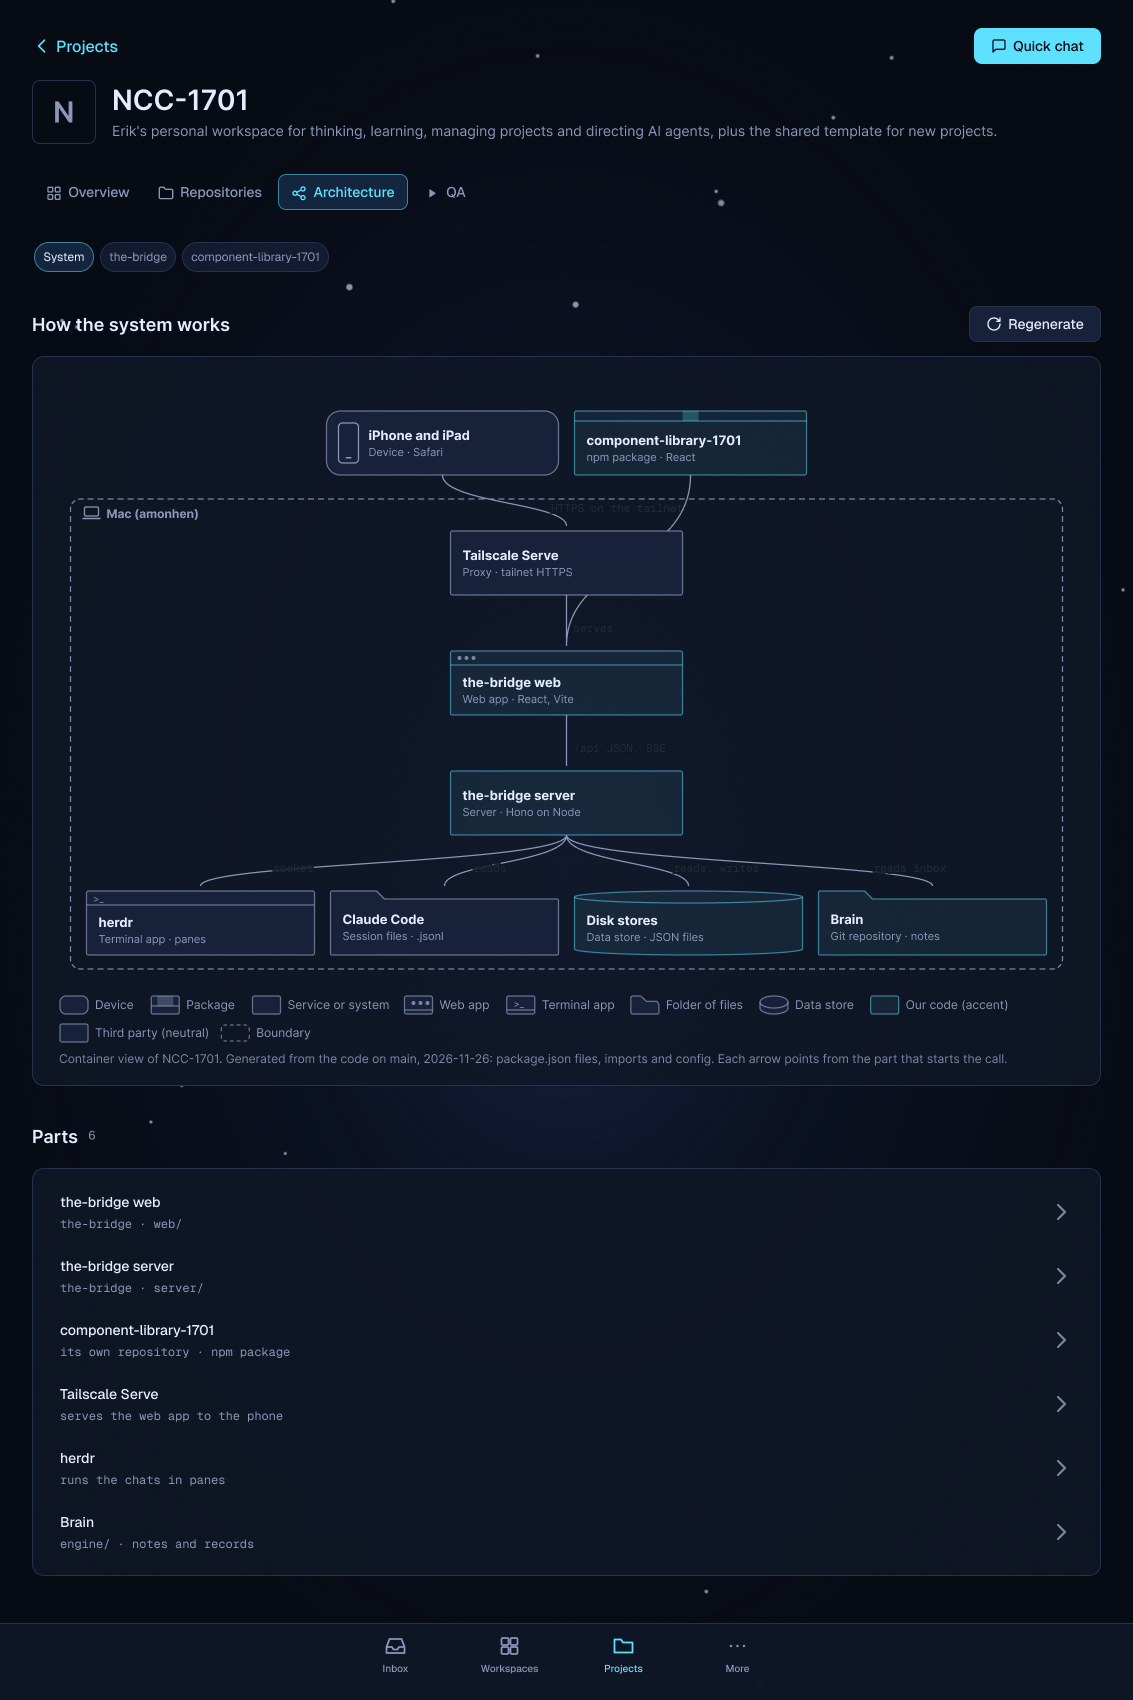 Projects
Quick chat
N
NCC-1701
Erik's personal workspace for thinking, learning, managing projects and directing AI agents, plus the shared template for new projects.
Overview
Repositories
Architecture
QA
System
the-bridge
component-library-1701
How the system works
Regenerate
iPhone and iPad
Device · Safari
component-library-1701
npm package · React
Mac (amonhen)
HTTPS on the tailnet
Tailscale Serve
Proxy · tailnet HTTPS
serves
the-bridge web
Web app · React, Vite
/api JSON, SSE
the-bridge server
Server · Hono on Node
socket
reads
reads, writes
reads inbox
>_
herdr
Terminal app · panes
Claude Code
Session files · .jsonl
Disk stores
Data store · JSON files
Brain
Git repository · notes
Device
Package
Service or system
Web app
>_
Terminal app
Folder of files
Data store
Our code (accent)
Third party (neutral)
Boundary
Container view of NCC-1701. Generated from the code on main, 2026-11-26: package.json files, imports and config. Each arrow points from the part that starts the call.
Parts 6
the-bridge web
the-bridge · web/
the-bridge server
the-bridge · server/
component-library-1701
its own repository · npm package
Tailscale Serve
serves the web app to the phone
herdr
runs the chats in panes
Brain
engine/ · notes and records
Inbox
Workspaces
Projects
More